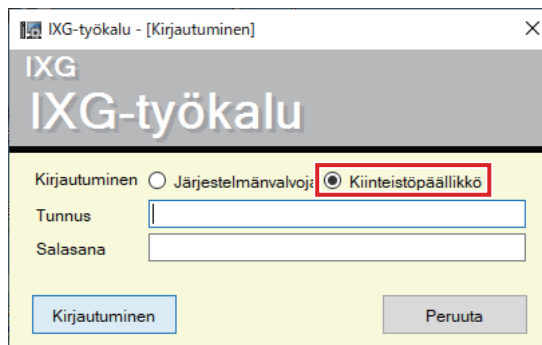 IXG-työkalu - [Kirjautuminen]
IXG
IXG-työkalu
Kirjautuminen Järjestelmänvalvoja Kiinteistöpäällikkö
Tunnus
Salasana
Kirjautuminen Peruuta